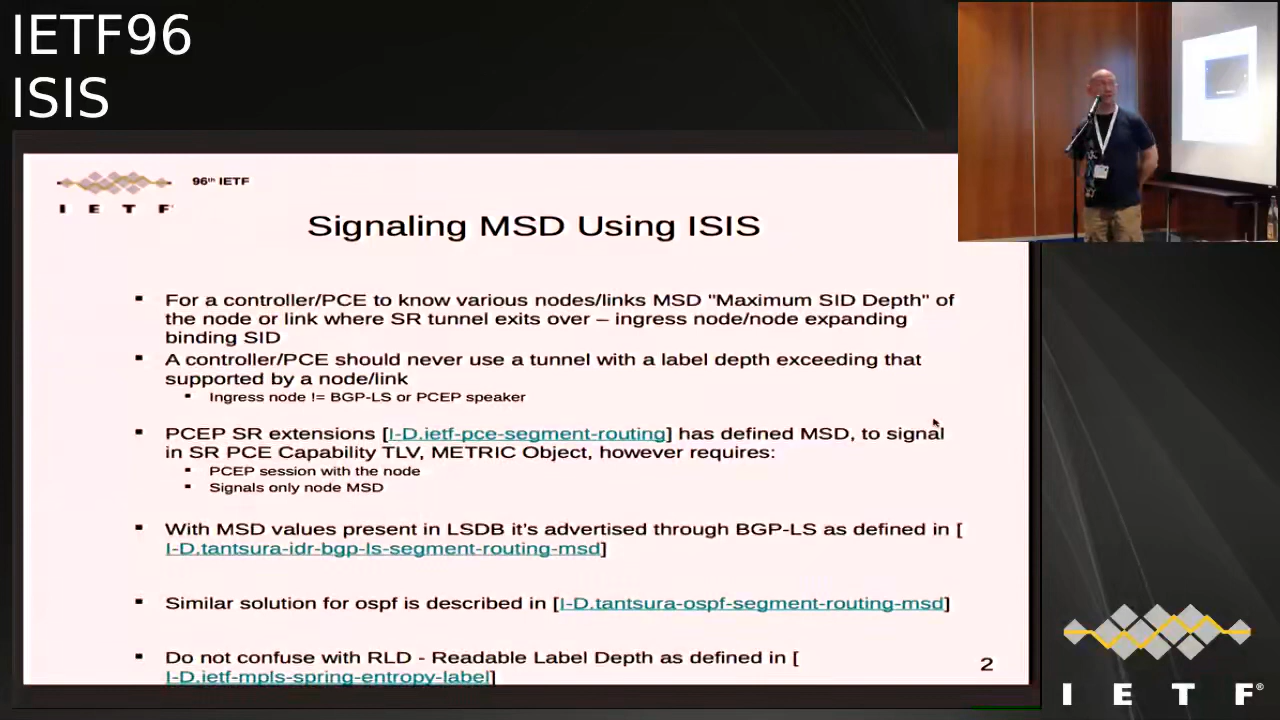 IETF96
ISIS
96th IETF
I E T F
Signaling MSD Using ISIS
▪ For a controller/PCE to know various nodes/links MSD "Maximum SID Depth" of
the node or link where SR tunnel exits over – ingress node/node expanding
binding SID
▪ A controller/PCE should never use a tunnel with a label depth exceeding that
supported by a node/link
▪ Ingress node != BGP-LS or PCEP speaker
▪ PCEP SR extensions [I-D.ietf-pce-segment-routing] has defined MSD, to signal
in SR PCE Capability TLV, METRIC Object, however requires:
▪ PCEP session with the node
▪ Signals only node MSD
▪ With MSD values present in LSDB it's advertised through BGP-LS as defined in [
I-D.tantsura-idr-bgp-ls-segment-routing-msd]
▪ Similar solution for ospf is described in [I-D.tantsura-ospf-segment-routing-msd]
▪ Do not confuse with RLD - Readable Label Depth as defined in [
I-D.ietf-mpls-spring-entropy-label]
2
I E T F®